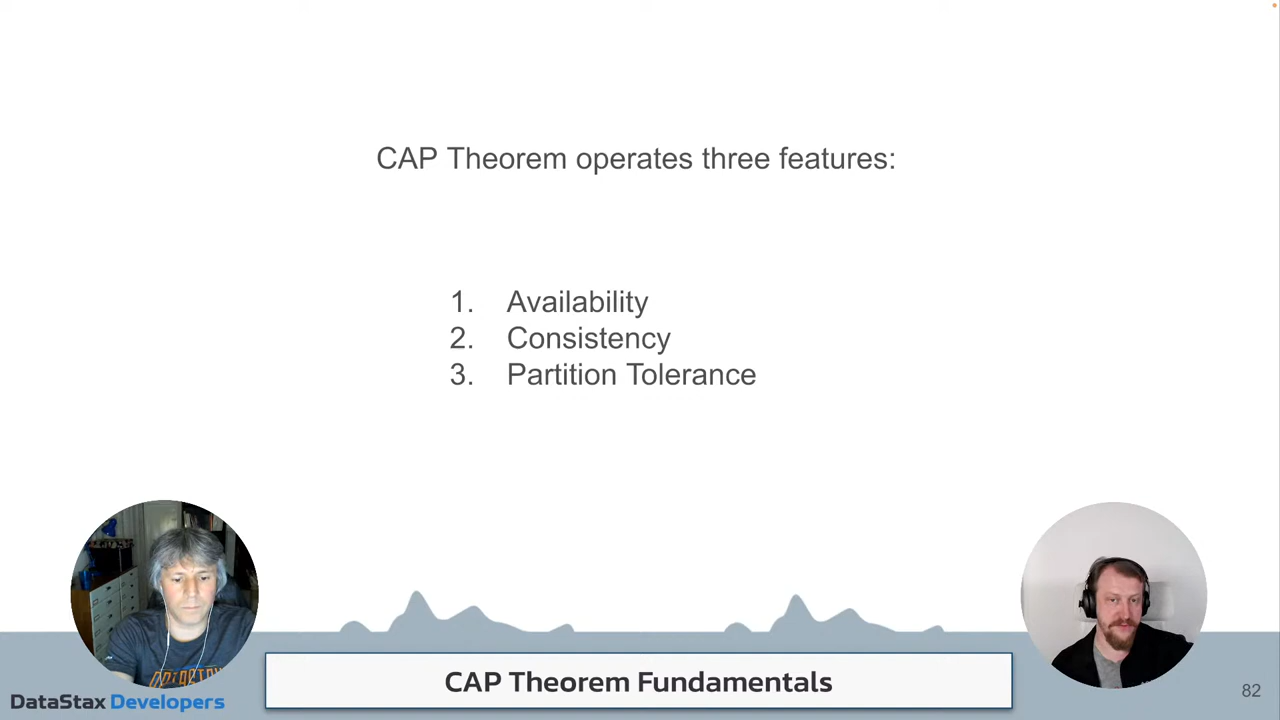 CAP Theorem operates three features:
1. Availability
2. Consistency
3. Partition Tolerance
CAP Theorem Fundamentals
DataStax Developers
82